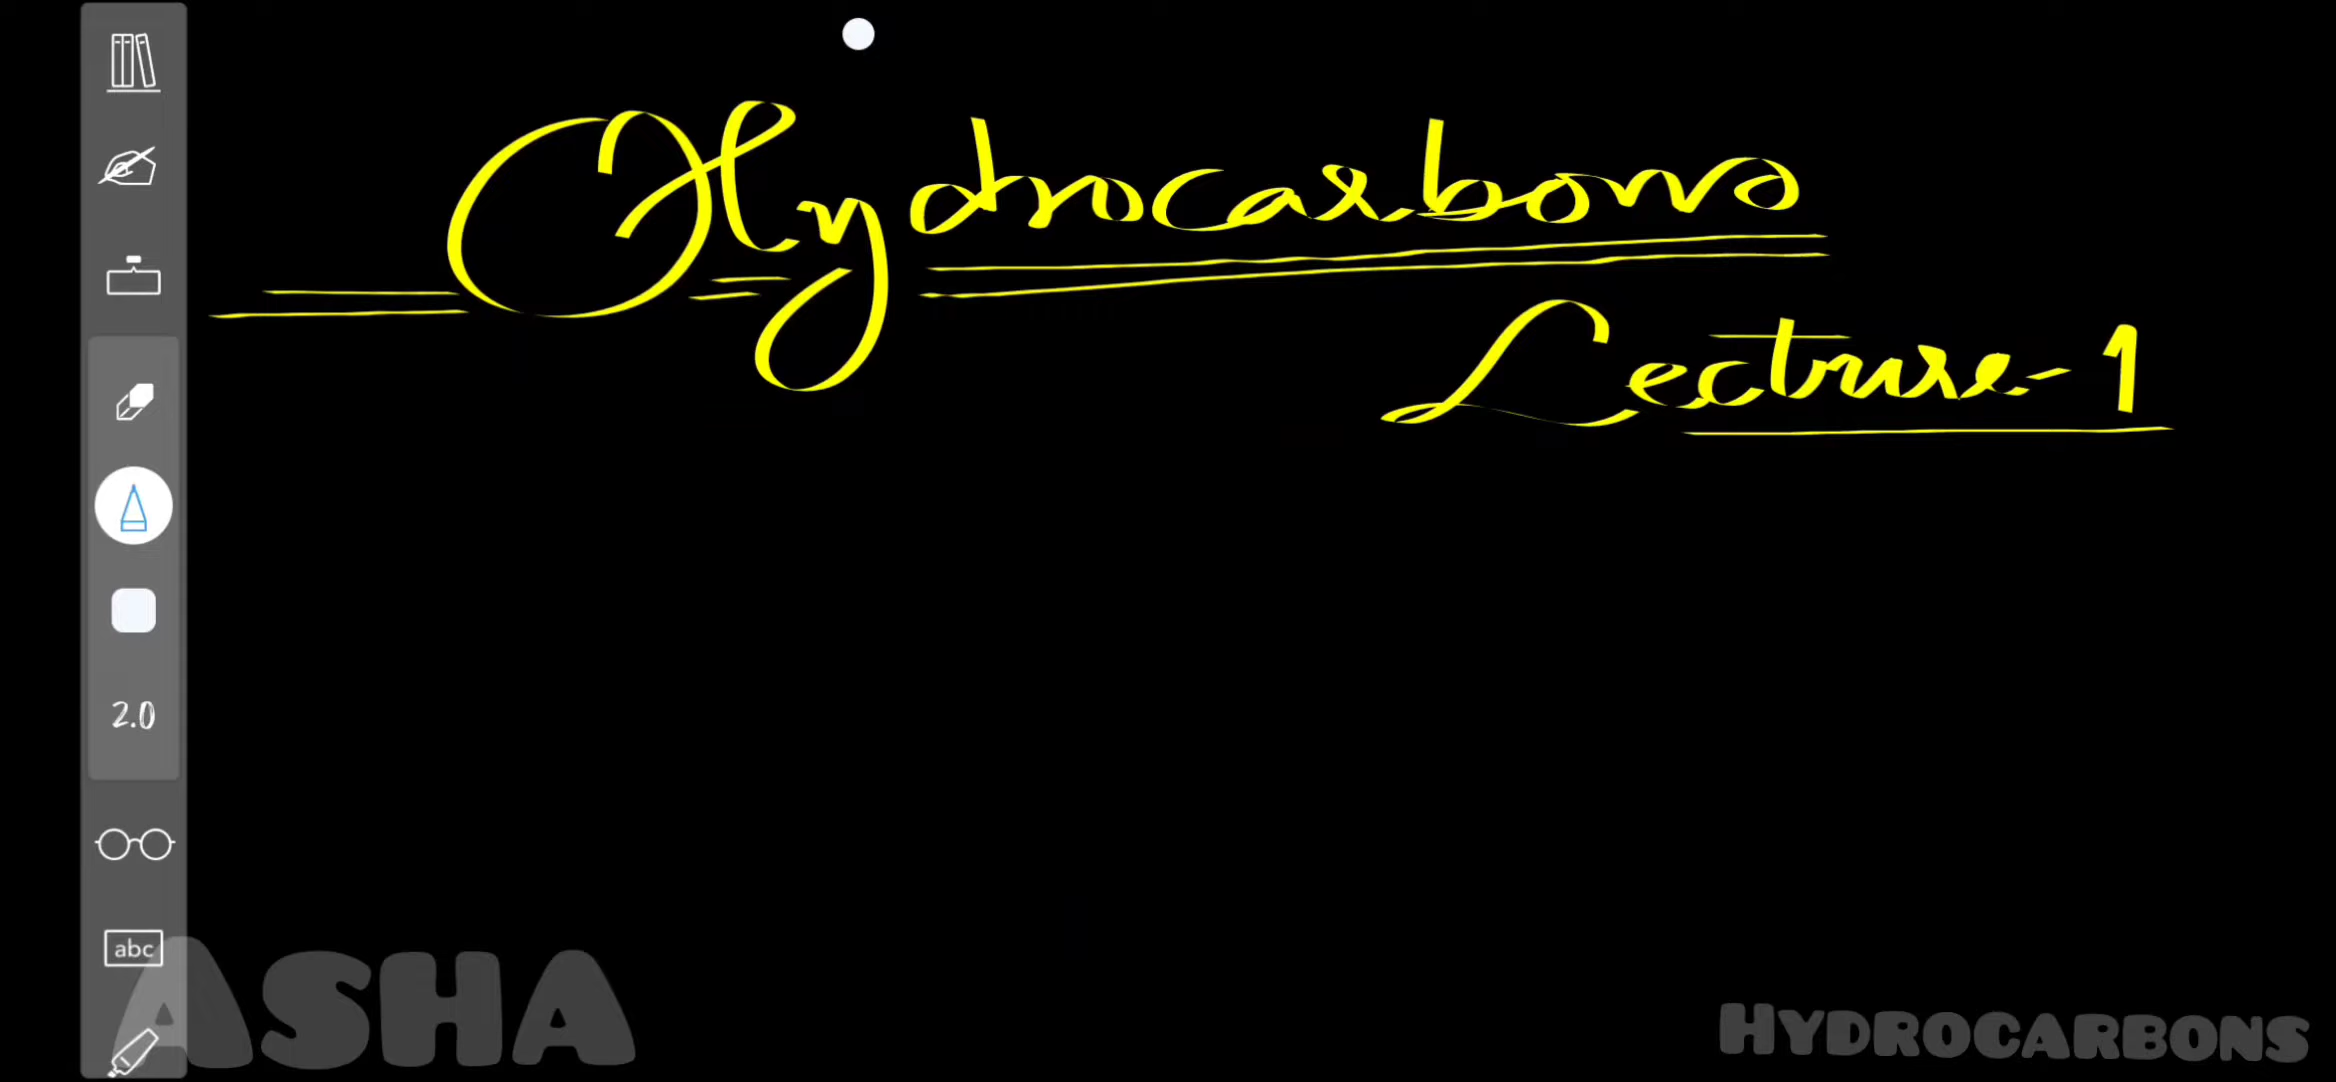 Hydrocarbons
Lecture-1
2.0
abc
ASHA
HYDROCARBONS